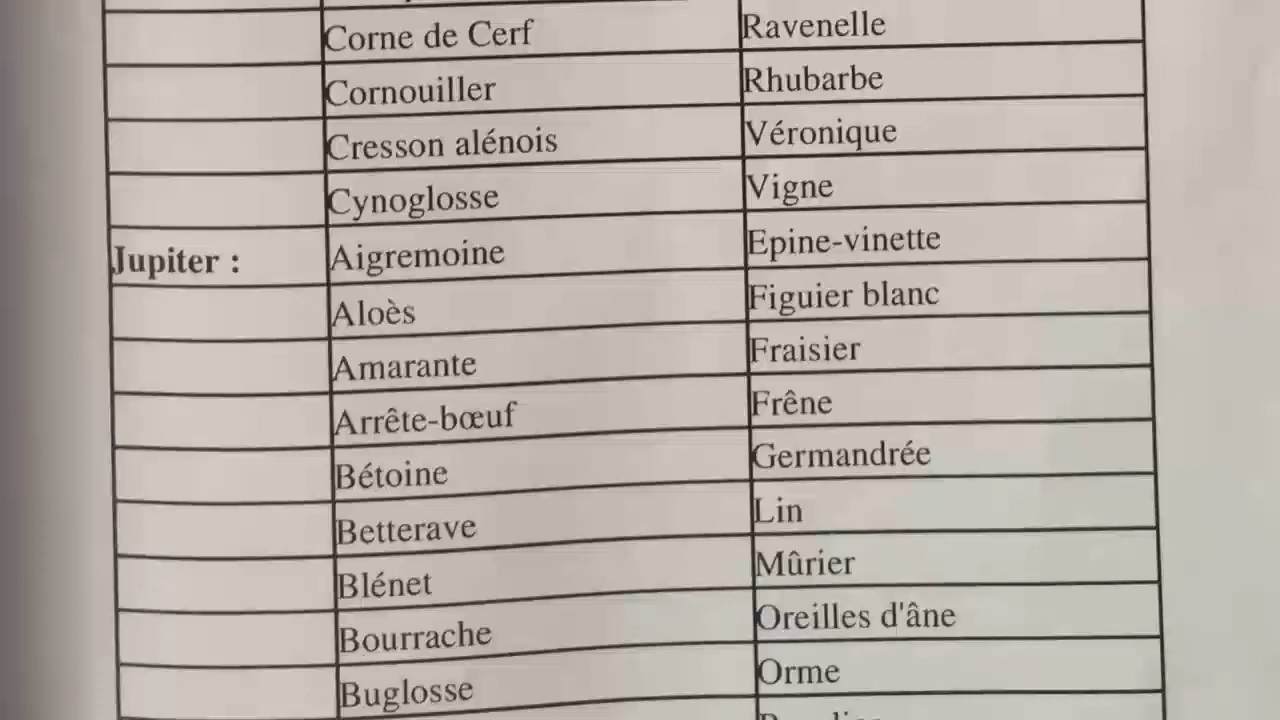 Corne de Cerf Ravenelle
Cornouiller Rhubarbe
Cresson alénois Véronique
Cynoglosse Vigne
Jupiter : Aigremoine Epine-vinette
Aloès Figuier blanc
Amarante Fraisier
Arrête-bœuf Frêne
Bétoine Germandrée
Betterave Lin
Blénet Mûrier
Bourrache Oreilles d'âne
Buglosse Orme